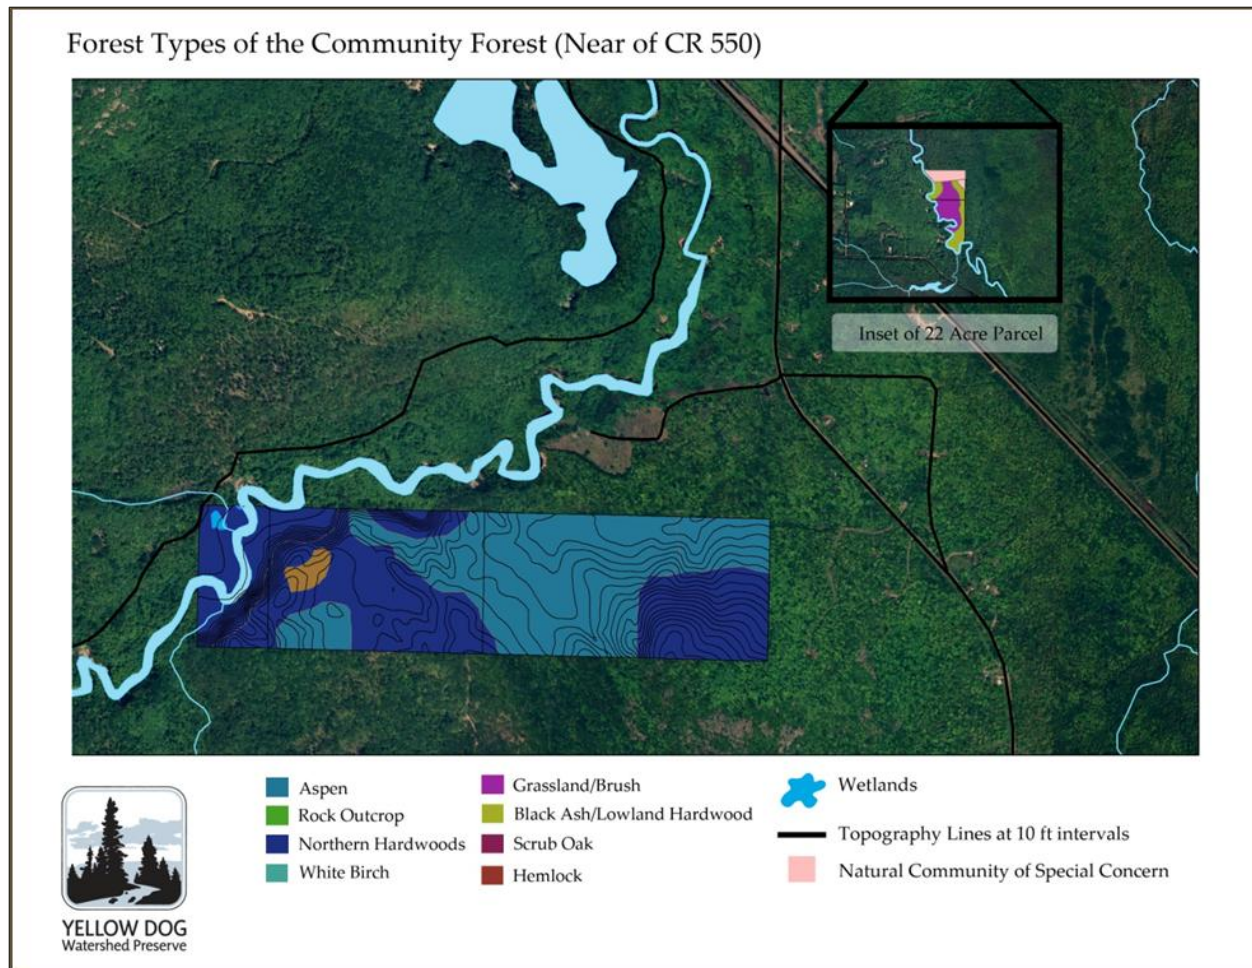 Forest Types of the Community Forest (Near of CR 550)
Inset of 22 Acre Parcel
Aspen
Rock Outcrop
Northern Hardwoods
White Birch
Grassland/Brush
Black Ash/Lowland Hardwood
Scrub Oak
Hemlock
Wetlands
Topography Lines at 10 ft intervals
Natural Community of Special Concern
YELLOW DOG
Watershed Preserve